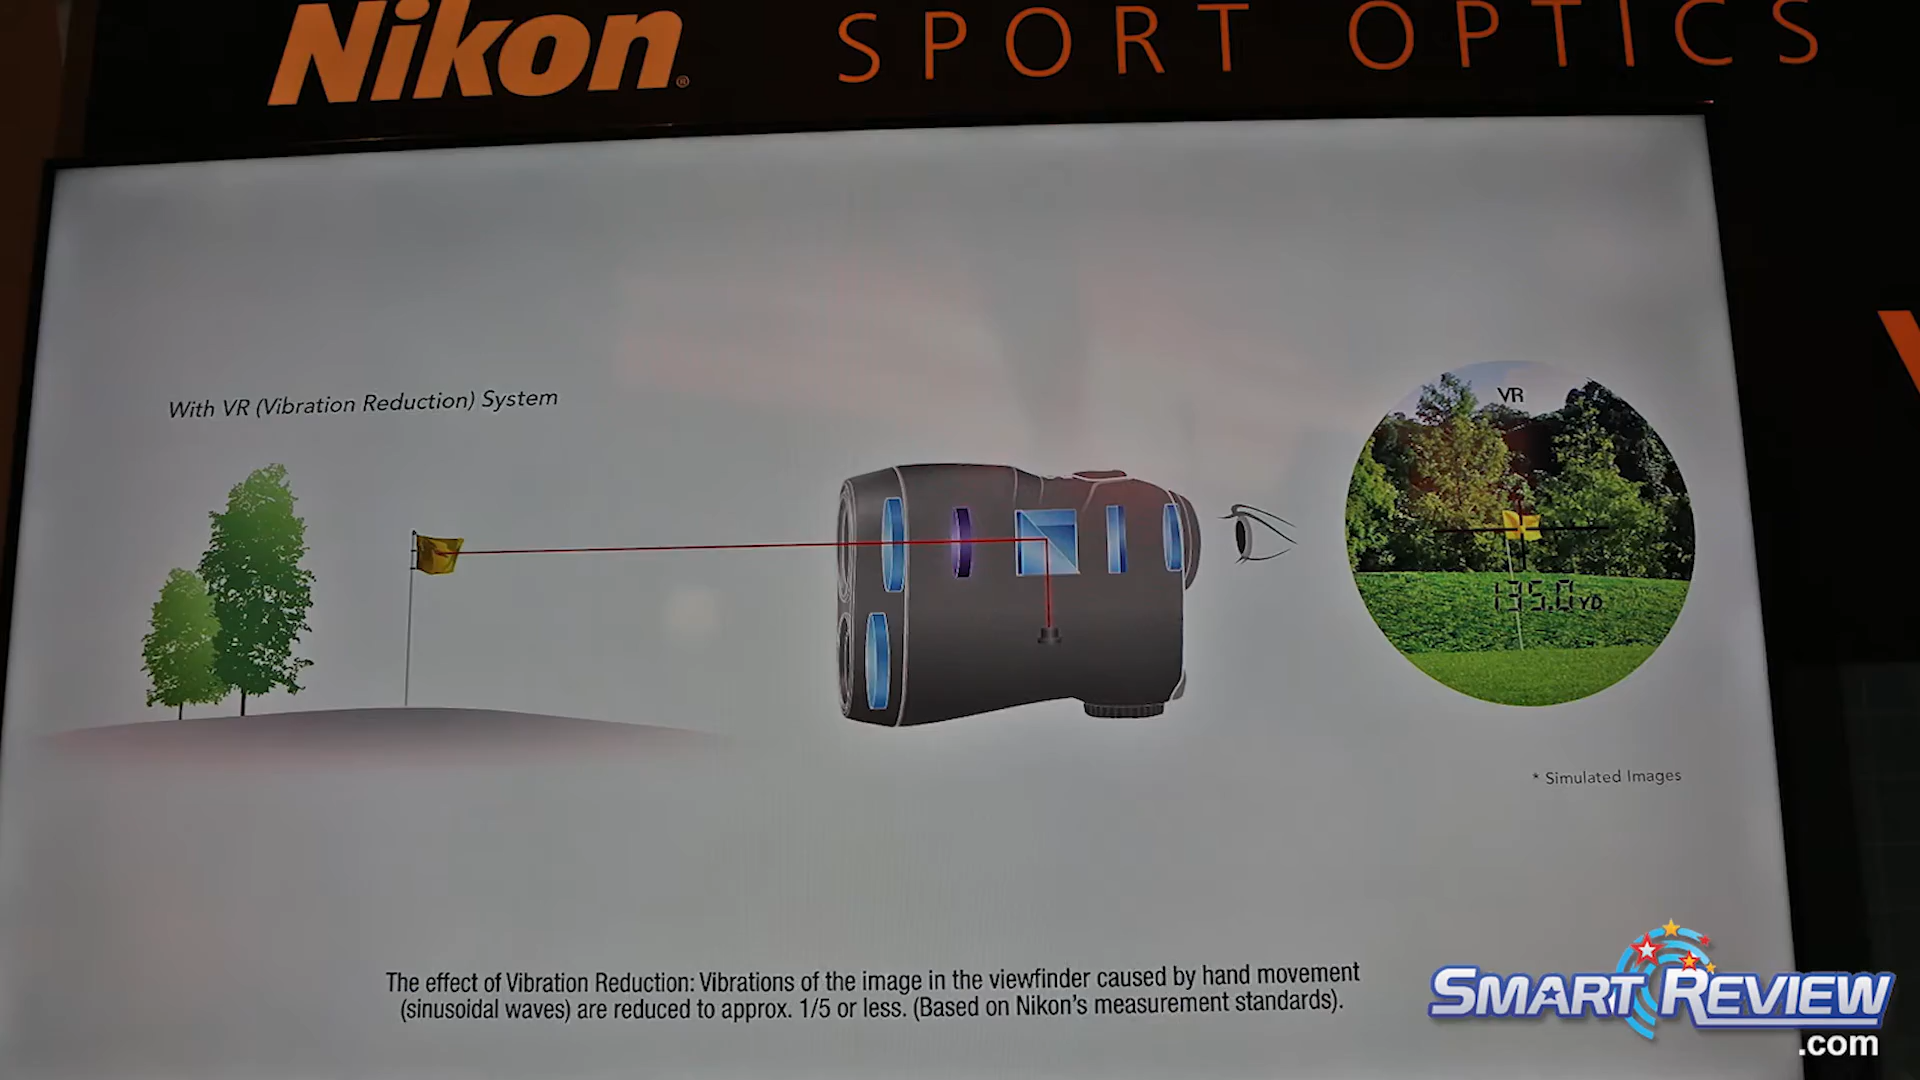 Nikon®
SPORT OPTICS
With VR (Vibration Reduction) System
VR
135.0 YD
* Simulated Images
The effect of Vibration Reduction: Vibrations of the image in the viewfinder caused by hand movement
(sinusoidal waves) are reduced to approx. 1/5 or less. (Based on Nikon's measurement standards).
SMART REVIEW
.com